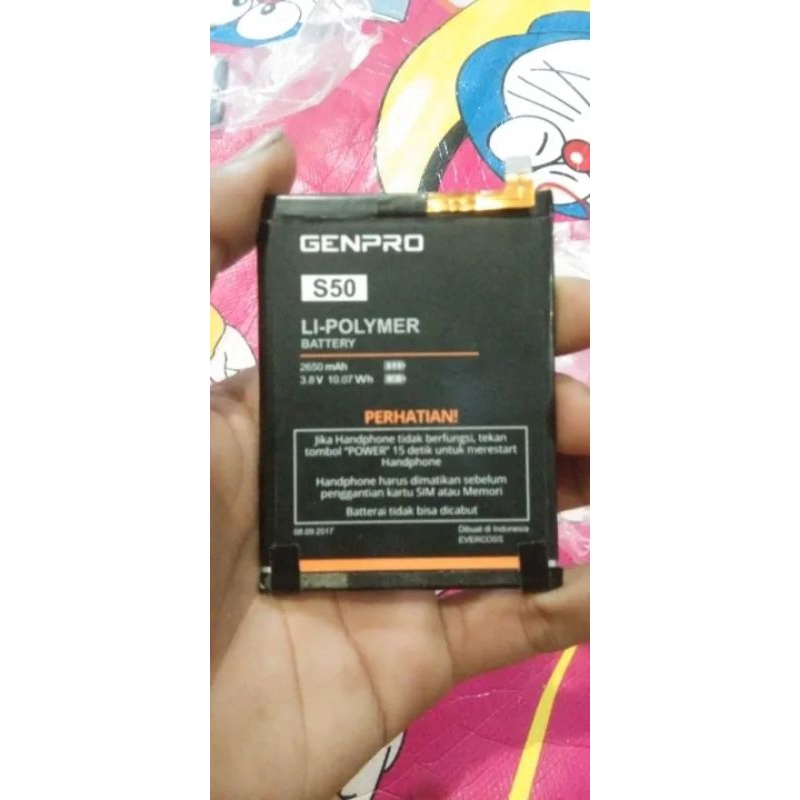 GENPRO
S50
LI-POLYMER
BATTERY
2650 mAh
3.8 V 10.07 Wh
PERHATIAN!
Jika Handphone tidak berfungsi, tekan
tombol "POWER" 15 detik untuk merestart
Handphone
Handphone harus dimatikan sebelum
penggantian kartu SIM atau Memori
Batterai tidak bisa dicabut
08.09.2017
Dibuat di Indonesia
EVERCOSS